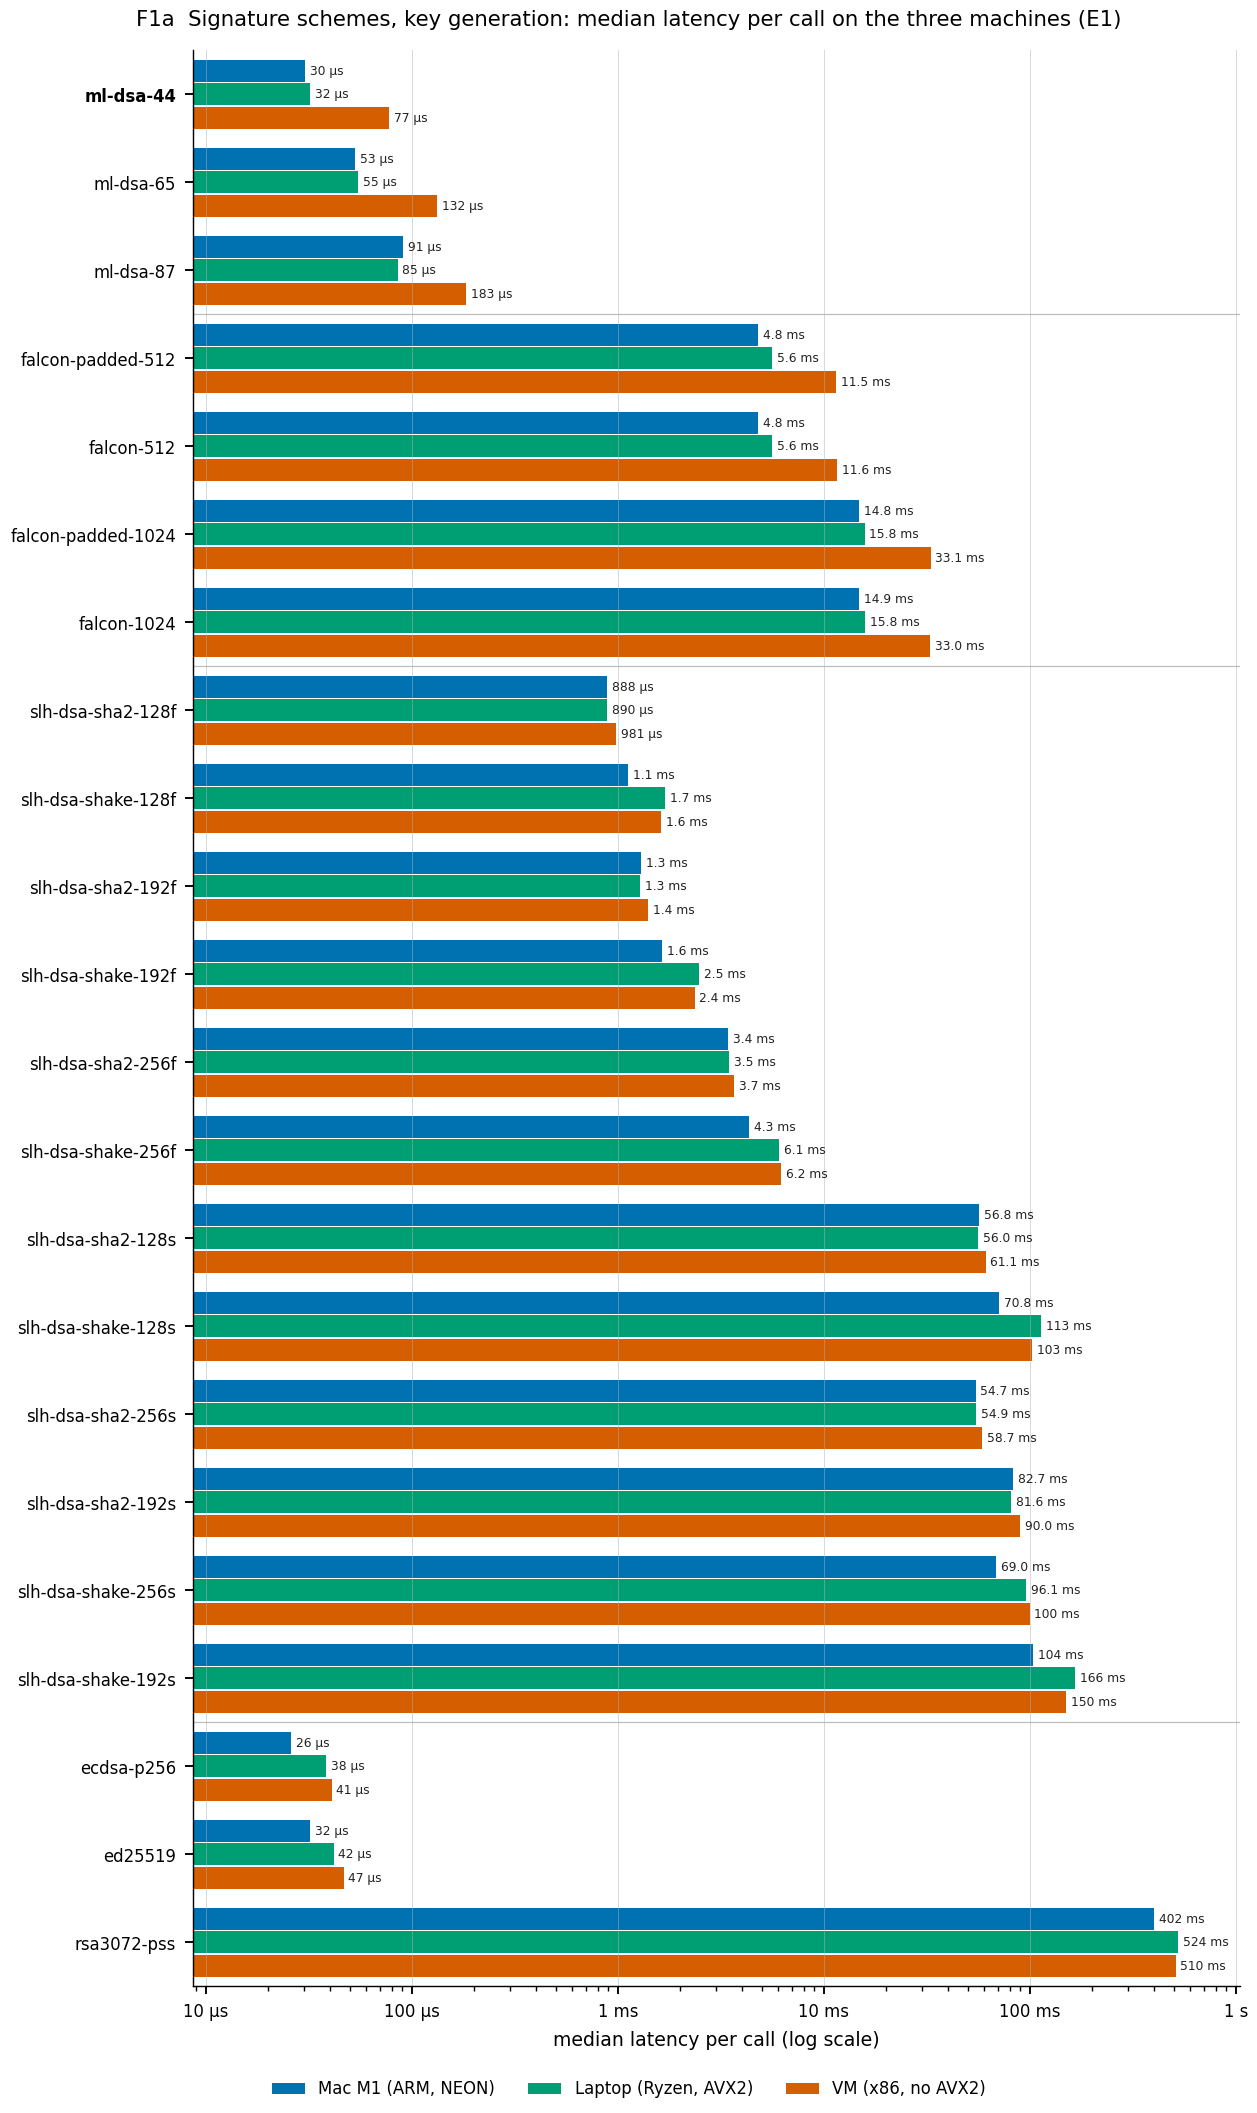 F1a  Signature schemes, key generation: median latency per call on the three machines (E1)
ml-dsa-44
30 µs
32 µs
77 µs
ml-dsa-65
53 µs
55 µs
132 µs
ml-dsa-87
91 µs
85 µs
183 µs
falcon-padded-512
4.8 ms
5.6 ms
11.5 ms
falcon-512
4.8 ms
5.6 ms
11.6 ms
falcon-padded-1024
14.8 ms
15.8 ms
33.1 ms
falcon-1024
14.9 ms
15.8 ms
33.0 ms
slh-dsa-sha2-128f
888 µs
890 µs
981 µs
slh-dsa-shake-128f
1.1 ms
1.7 ms
1.6 ms
slh-dsa-sha2-192f
1.3 ms
1.3 ms
1.4 ms
slh-dsa-shake-192f
1.6 ms
2.5 ms
2.4 ms
slh-dsa-sha2-256f
3.4 ms
3.5 ms
3.7 ms
slh-dsa-shake-256f
4.3 ms
6.1 ms
6.2 ms
slh-dsa-sha2-128s
56.8 ms
56.0 ms
61.1 ms
slh-dsa-shake-128s
70.8 ms
113 ms
103 ms
slh-dsa-sha2-256s
54.7 ms
54.9 ms
58.7 ms
slh-dsa-sha2-192s
82.7 ms
81.6 ms
90.0 ms
slh-dsa-shake-256s
69.0 ms
96.1 ms
100 ms
slh-dsa-shake-192s
104 ms
166 ms
150 ms
ecdsa-p256
26 µs
38 µs
41 µs
ed25519
32 µs
42 µs
47 µs
rsa3072-pss
402 ms
524 ms
510 ms
10 µs 100 µs 1 ms 10 ms 100 ms 1 s
median latency per call (log scale)
Mac M1 (ARM, NEON) Laptop (Ryzen, AVX2) VM (x86, no AVX2)